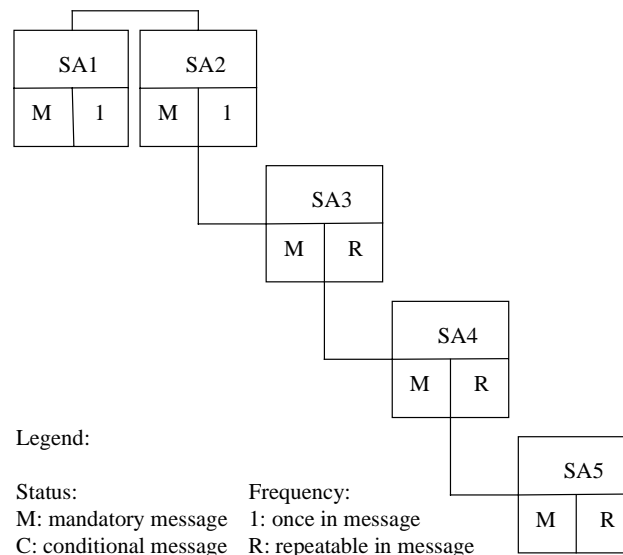 SA1 SA2
M 1 M 1
SA3
M R
SA4
M R
Legend:
SA5
Status: Frequency:
M: mandatory message 1: once in message M R
C: conditional message R: repeatable in message